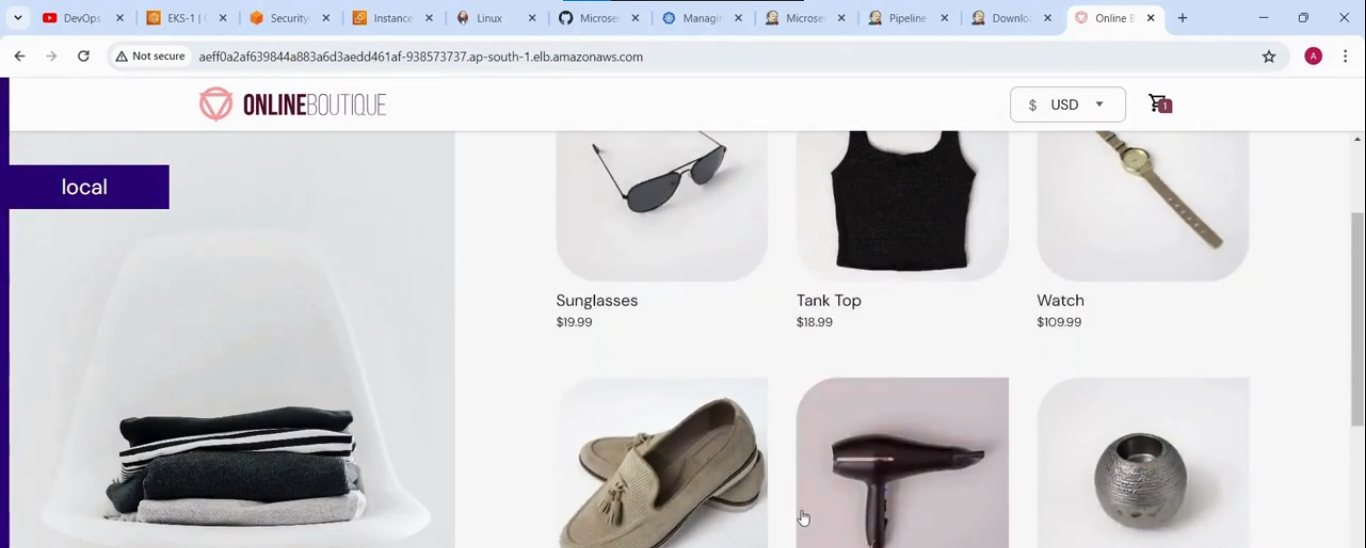 DevOps
EKS-1 | (
Security
Instance
Linux
Microse
Managin
Microse
Pipeline
Downlo
Online B
Not secure
aeff0a2af639844a883a6d3aedd461af-938573737.ap-south-1.elb.amazonaws.com
A
ONLINEBOUTIQUE
$ USD
1
local
Sunglasses
Tank Top
Watch
$19.99
$18.99
$109.99